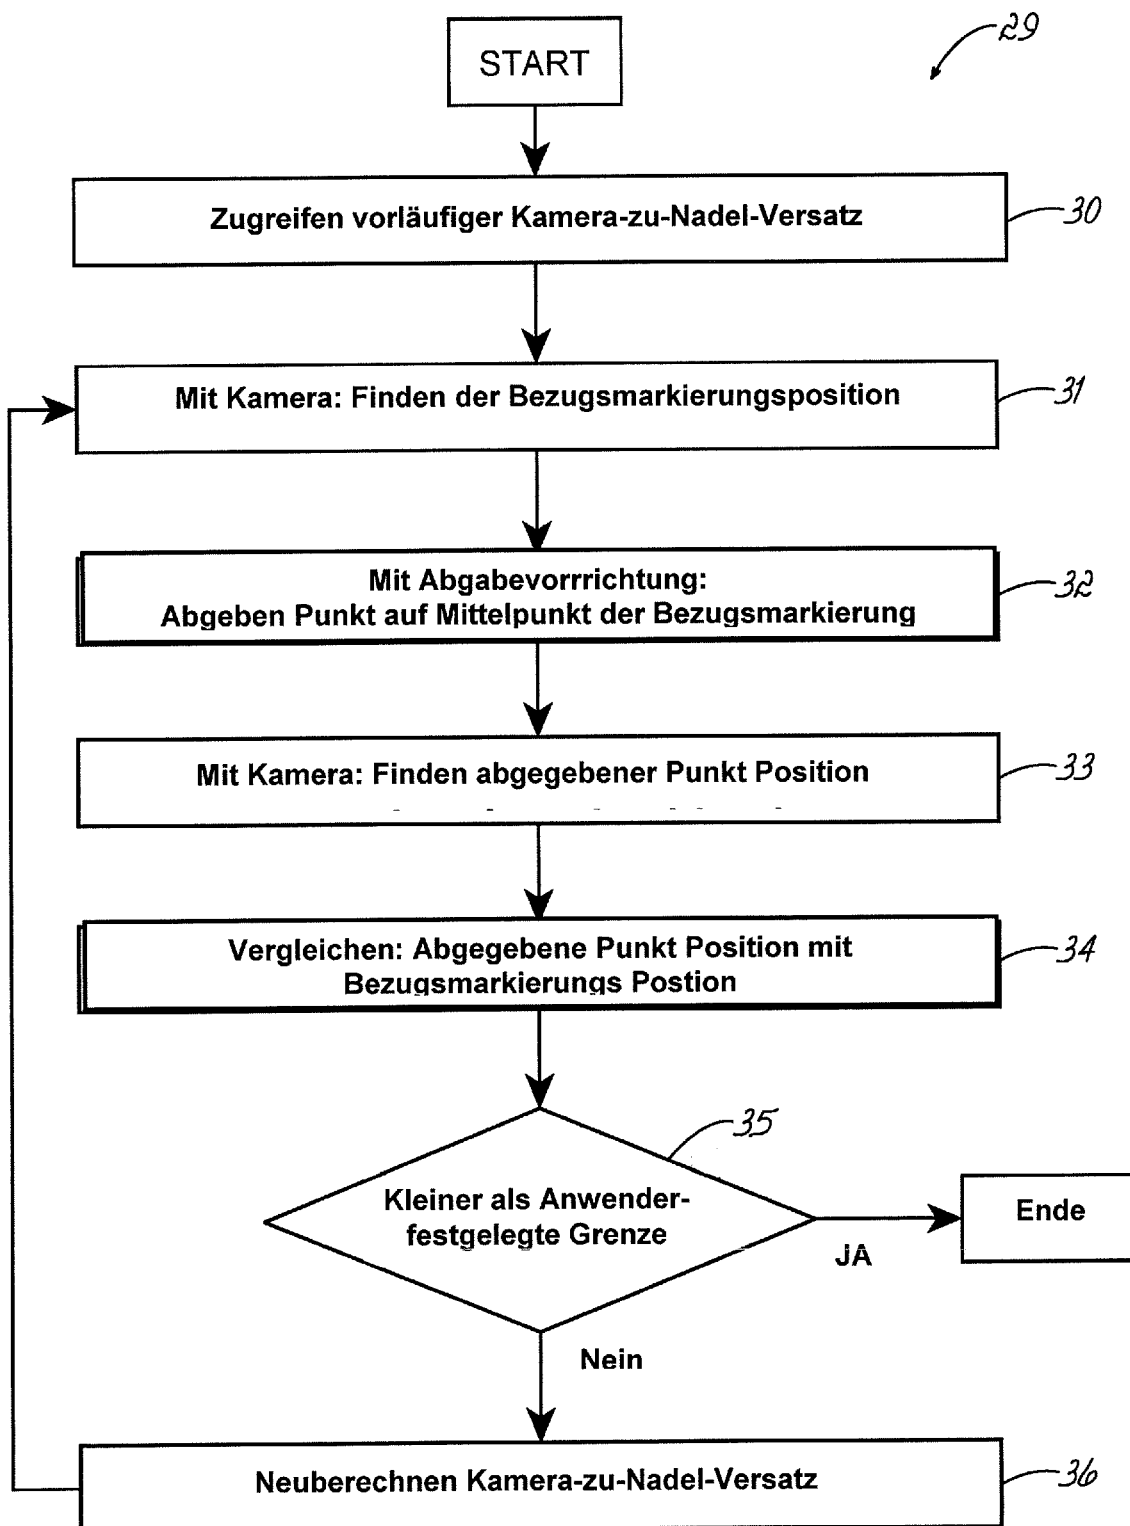 29
START
Zugreifen vorläufiger Kamera-zu-Nadel-Versatz
30
Mit Kamera: Finden der Bezugsmarkierungsposition
31
Mit Abgabevorrrichtung:
Abgeben Punkt auf Mittelpunkt der Bezugsmarkierung
32
Mit Kamera: Finden abgegebener Punkt Position
33
Vergleichen: Abgegebene Punkt Position mit
Bezugsmarkierungs Postion
34
35
Kleiner als Anwender-
festgelegte Grenze
Ende
JA
Nein
Neuberechnen Kamera-zu-Nadel-Versatz
36